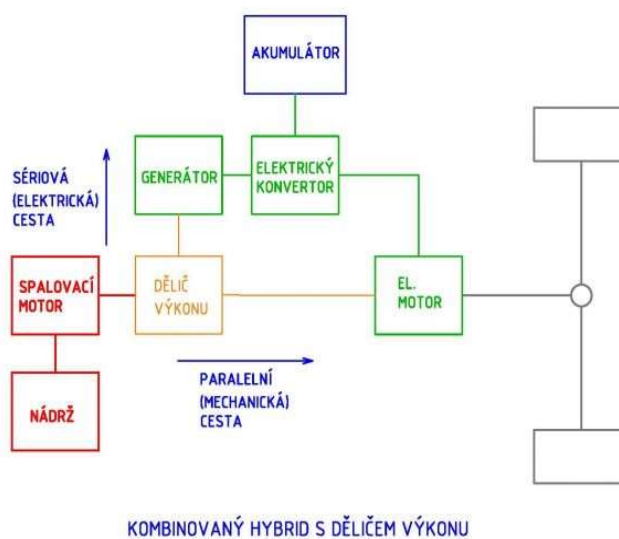 AKUMULÁTOR
SÉRIOVÁ
(ELEKTRICKÁ)
CESTA
GENERÁTOR
ELEKTRICKÝ
KONVERTOR
SPALOVACÍ
MOTOR
DĚLIČ
VÝKONU
EL.
MOTOR
NÁDRŽ
PARALELNÍ
(MECHANICKÁ)
CESTA
KOMBINOVANÝ HYBRID S DĚLIČEM VÝKONU